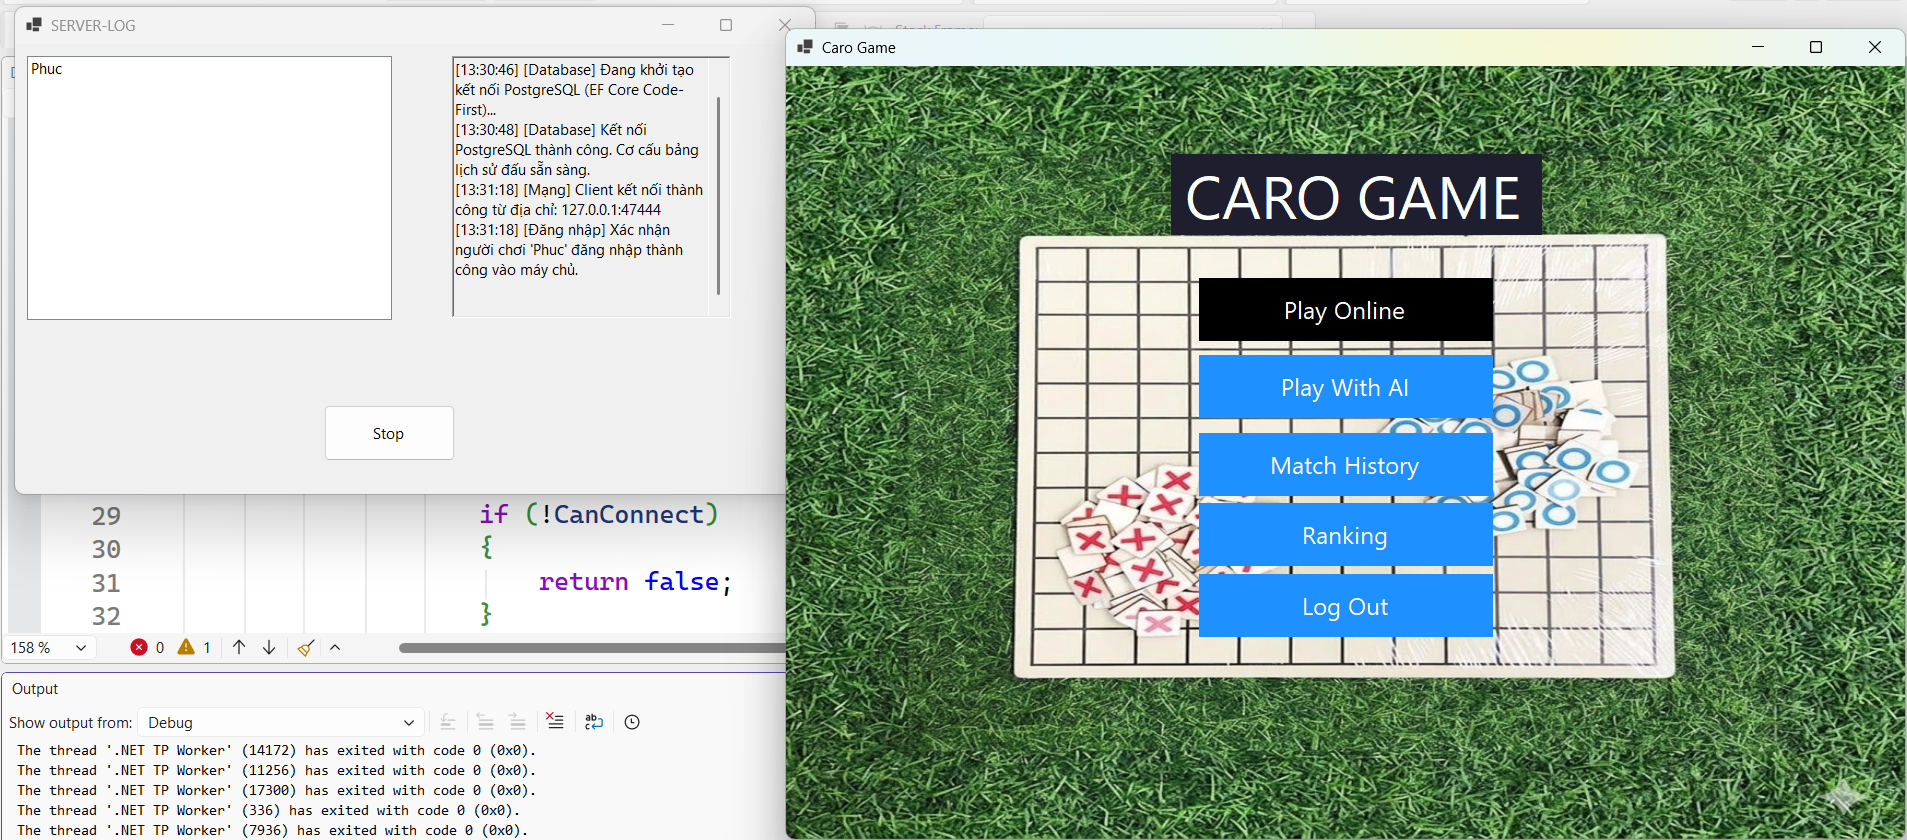 SERVER-LOG
Phuc
[13:30:46] [Database] Đang khởi tạo
kết nối PostgreSQL (EF Core Code-
First)...
[13:30:48] [Database] Kết nối
PostgreSQL thành công. Cơ cấu bảng
lịch sử đấu sẵn sàng.
[13:31:18] [Mạng] Client kết nối thành
công từ địa chỉ: 127.0.0.1:47444
[13:31:18] [Đăng nhập] Xác nhận
người chơi 'Phuc' đăng nhập thành
công vào máy chủ.
Stop
29 if (!CanConnect)
30 {
31 return false;
32 }
158 % 0 1
Output
Show output from: Debug
The thread '.NET TP Worker' (14172) has exited with code 0 (0x0).
The thread '.NET TP Worker' (11256) has exited with code 0 (0x0).
The thread '.NET TP Worker' (17300) has exited with code 0 (0x0).
The thread '.NET TP Worker' (336) has exited with code 0 (0x0).
The thread '.NET TP Worker' (7936) has exited with code 0 (0x0).
Caro Game
CARO GAME
Play Online
Play With AI
Match History
Ranking
Log Out